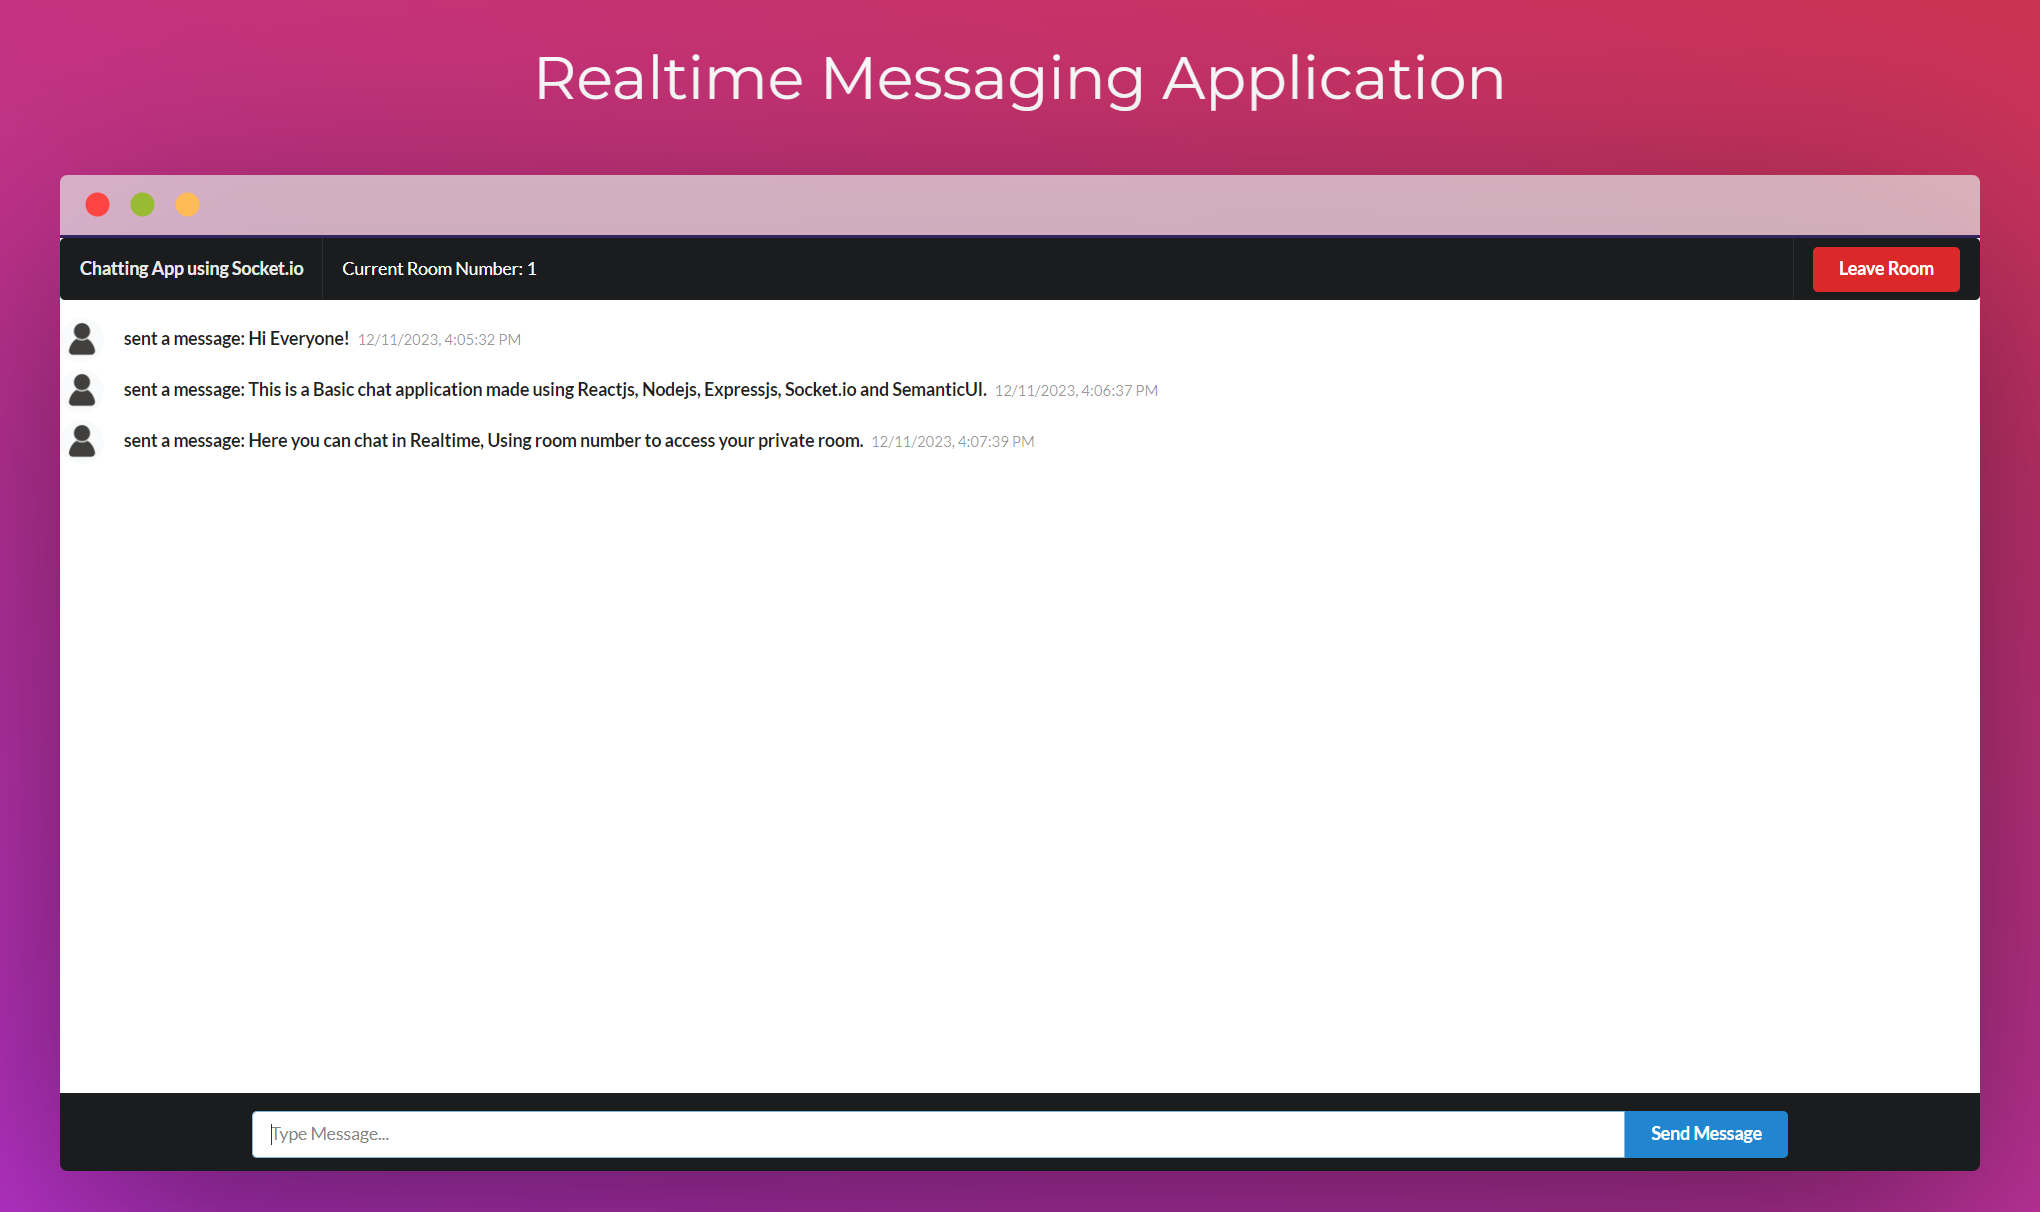 Realtime Messaging Application
Chatting App using Socket.io
Current Room Number: 1
Leave Room
sent a message: Hi Everyone! 12/11/2023, 4:05:32 PM
sent a message: This is a Basic chat application made using Reactjs, Nodejs, Expressjs, Socket.io and SemanticUI. 12/11/2023, 4:06:37 PM
sent a message: Here you can chat in Realtime, Using room number to access your private room. 12/11/2023, 4:07:39 PM
Type Message...
Send Message